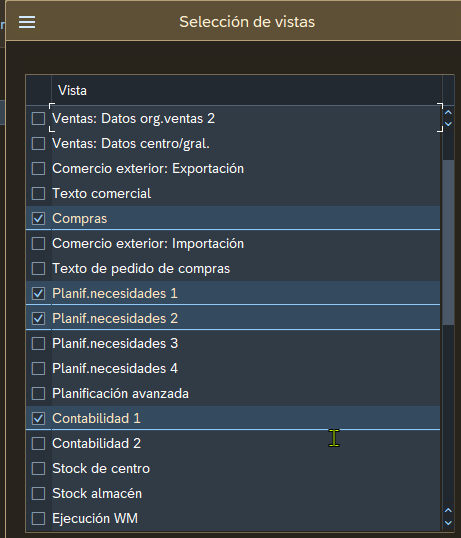 Selección de vistas
Vista
Ventas: Datos org.ventas 2
Ventas: Datos centro/gral.
Comercio exterior: Exportación
Texto comercial
Compras
Comercio exterior: Importación
Texto de pedido de compras
Planif.necesidades 1
Planif.necesidades 2
Planif.necesidades 3
Planif.necesidades 4
Planificación avanzada
Contabilidad 1
Contabilidad 2
Stock de centro
Stock almacén
Ejecución WM